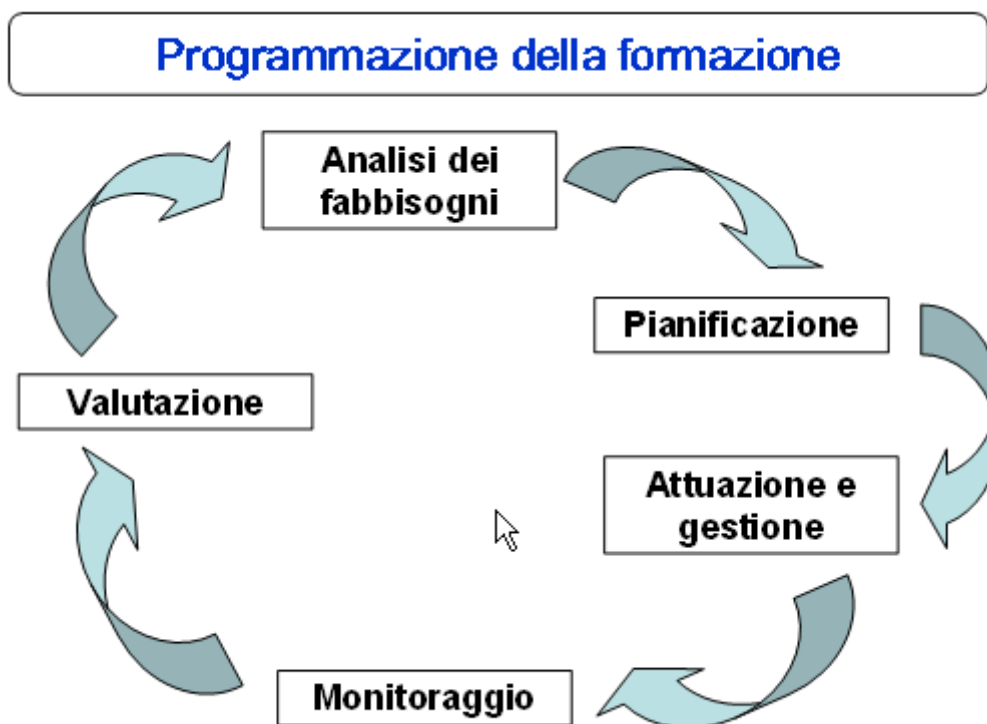 Programmazione della formazione
Analisi dei
fabbisogni
Pianificazione
Attuazione e
gestione
Monitoraggio
Valutazione